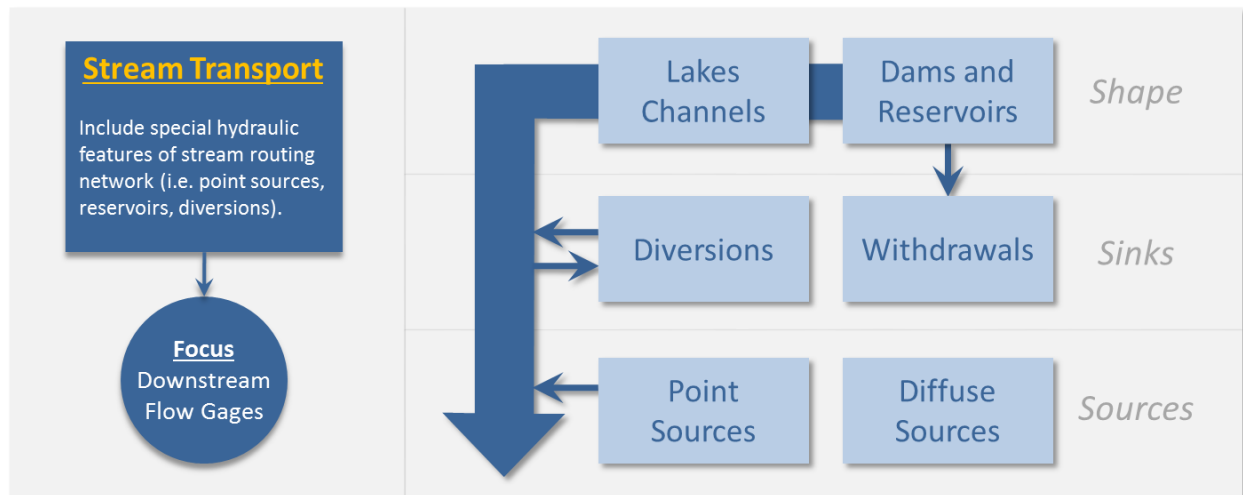 Stream Transport
Include special hydraulic
features of stream routing
network (i.e. point sources,
reservoirs, diversions).
Focus
Downstream
Flow Gages
Lakes
Channels
Dams and
Reservoirs
Shape
Diversions
Withdrawals
Sinks
Point
Sources
Diffuse
Sources
Sources